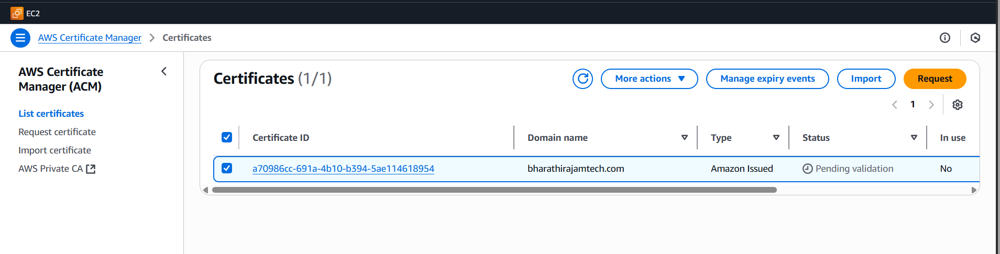 EC2
AWS Certificate Manager > Certificates
AWS Certificate
Manager (ACM)
List certificates
Request certificate
Import certificate
AWS Private CA
Certificates (1/1)
More actions
Manage expiry events
Import
Request
1
Certificate ID Domain name Type Status In use
a70986cc-691a-4b10-b394-5ae114618954 bharathirajamtech.com Amazon Issued Pending validation No